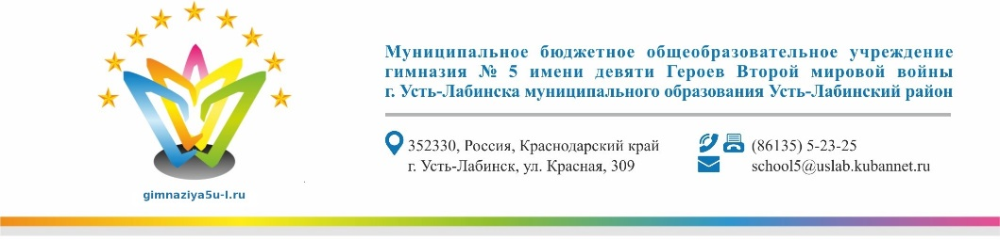 Муниципальное бюджетное общеобразовательное учреждение
гимназия № 5 имени девяти Героев Второй мировой войны
г. Усть-Лабинска муниципального образования Усть-Лабинский район
352330, Россия, Краснодарский край
г. Усть-Лабинск, ул. Красная, 309
(86135) 5-23-25
school5@uslab.kubannet.ru
gimnaziya5u-l.ru